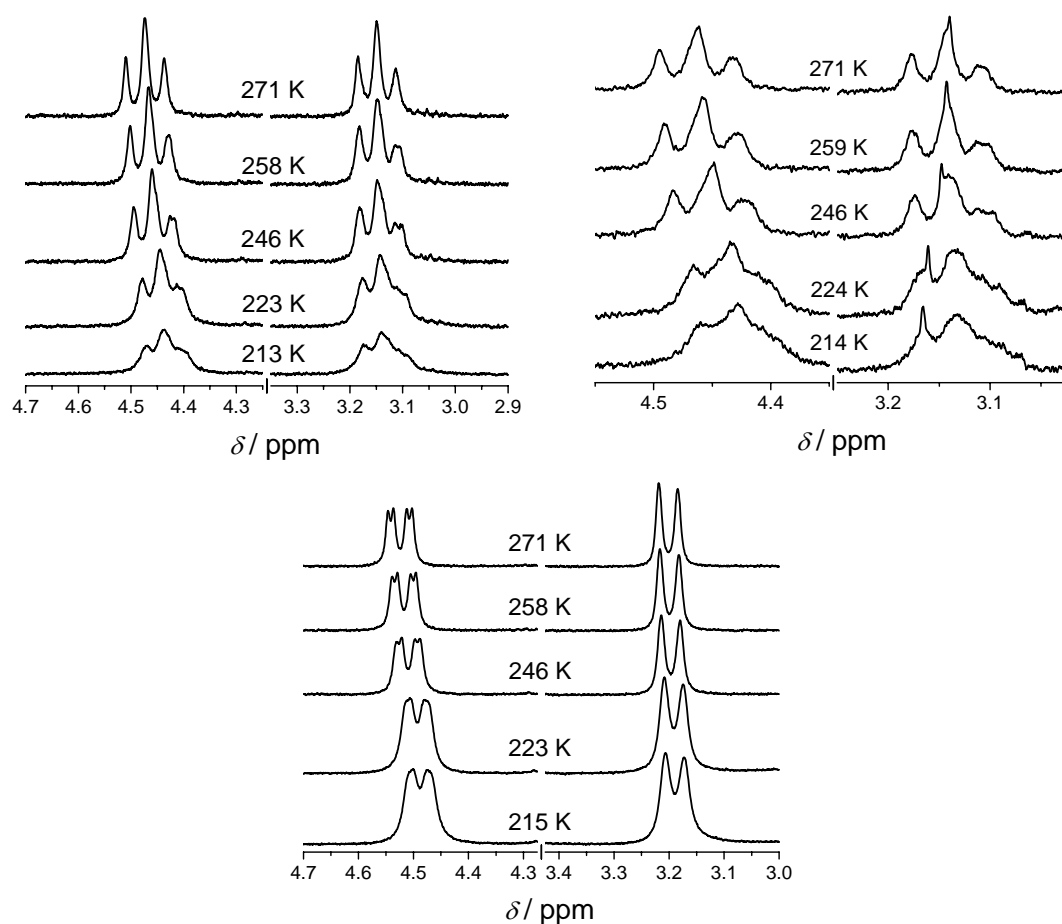 271 K
258 K
246 K
223 K
213 K
4.7 4.6 4.5 4.4 4.3 3.3 3.2 3.1 3.0 2.9
δ / ppm
271 K
259 K
246 K
224 K
214 K
4.5 4.4 3.2 3.1
δ / ppm
271 K
258 K
246 K
223 K
215 K
4.7 4.6 4.5 4.4 4.3 3.4 3.3 3.2 3.1 3.0
δ / ppm